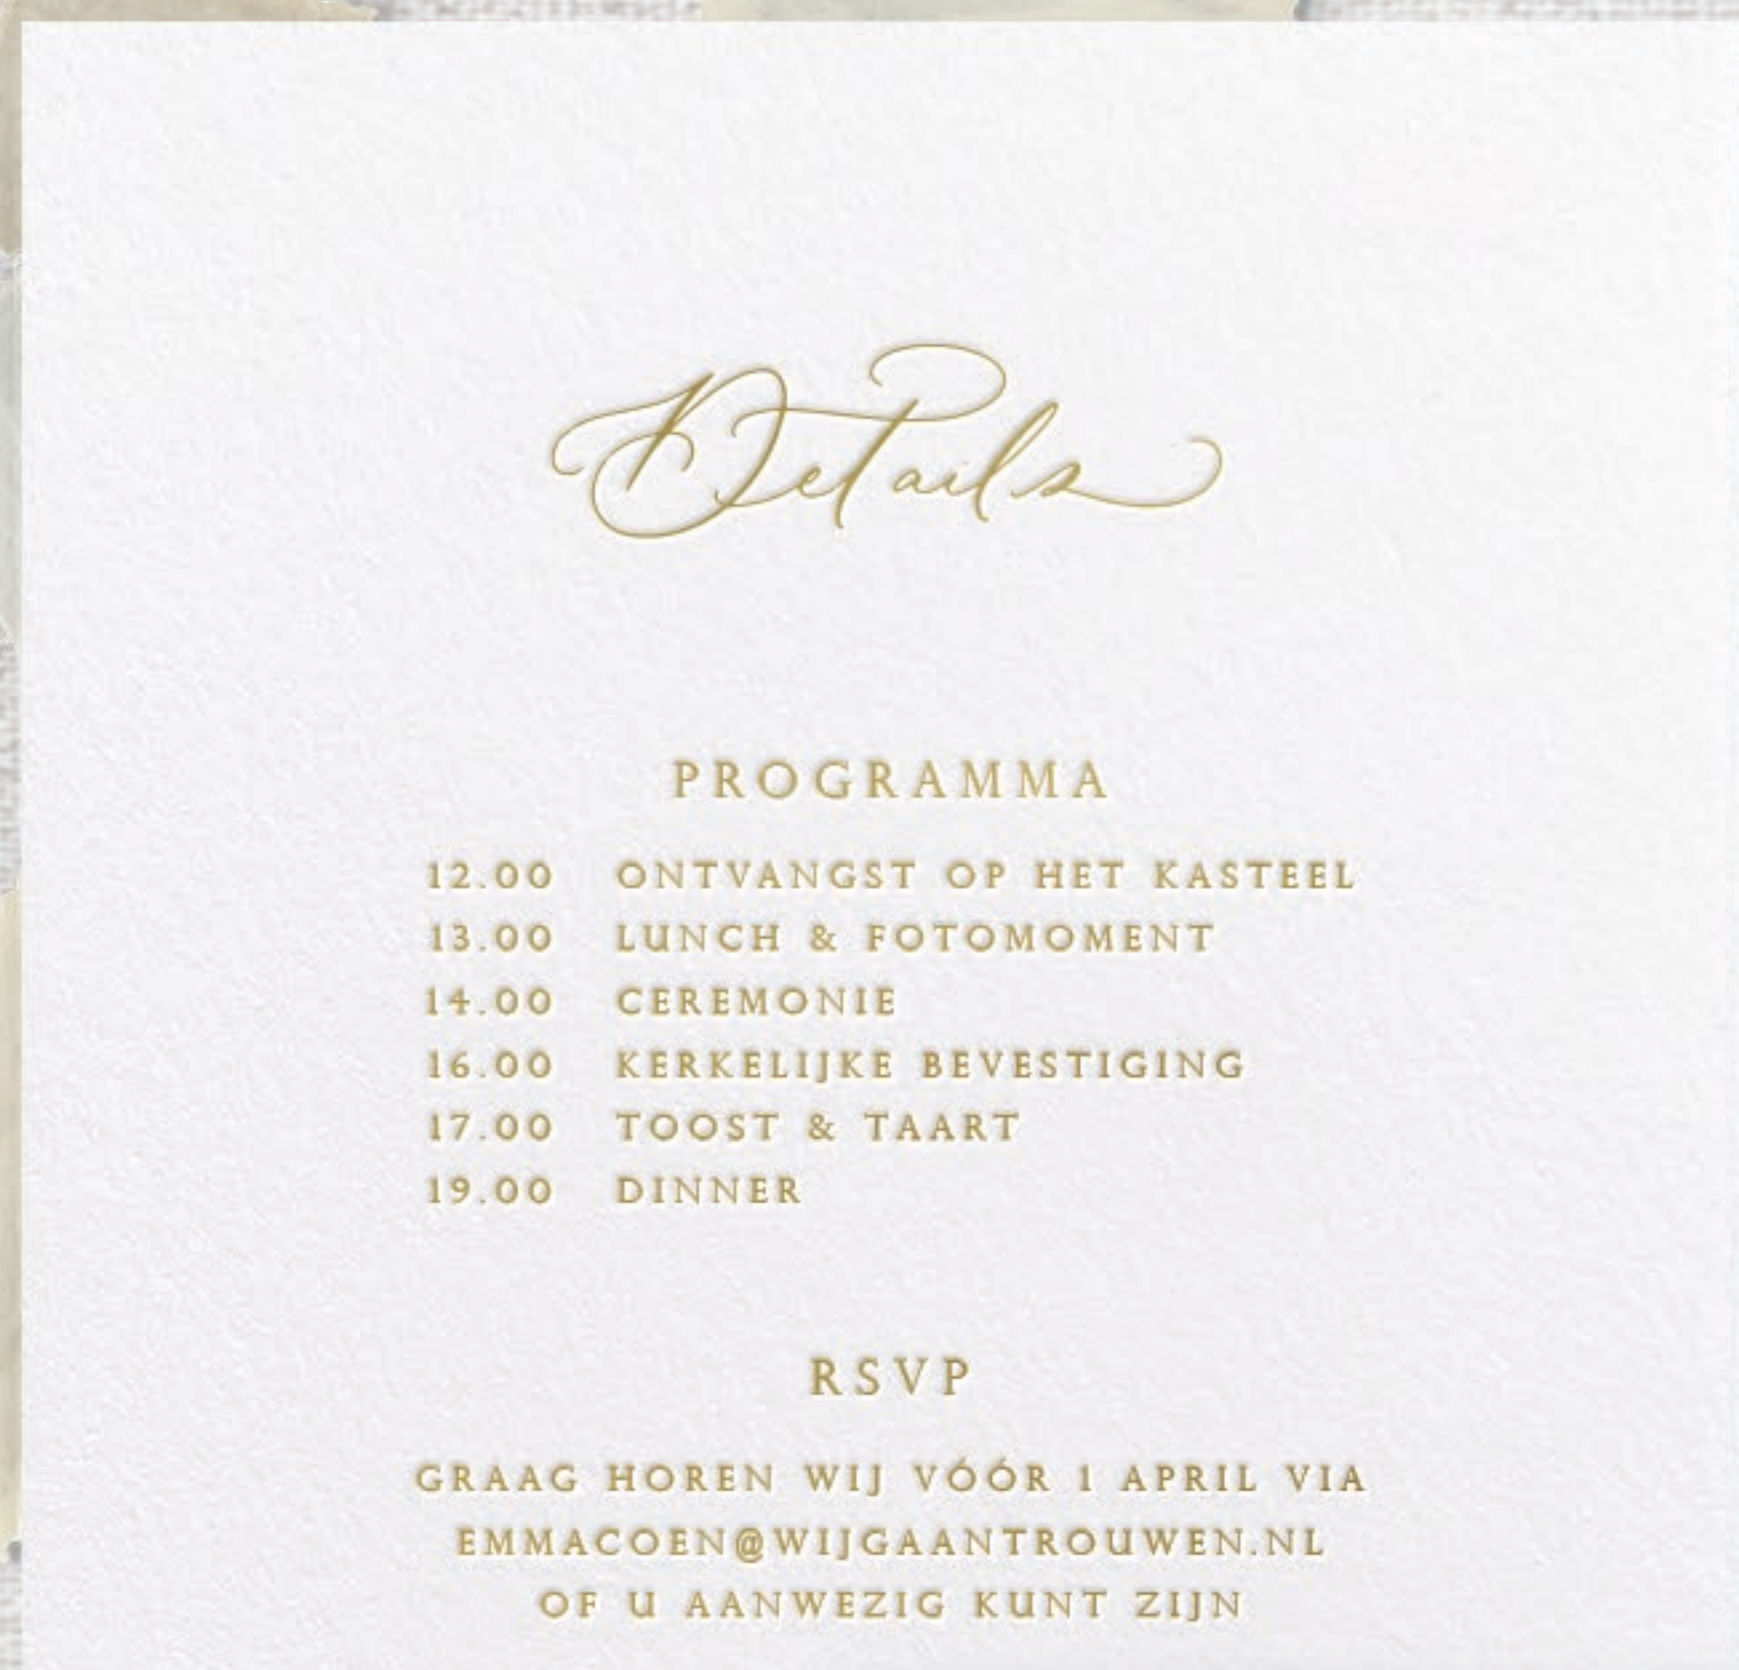 Details
PROGRAMMA
12.00 ONTVANGST OP HET KASTEEL
13.00 LUNCH & FOTOMOMENT
14.00 CEREMONIE
16.00 KERKELIJKE BEVESTIGING
17.00 TOOST & TAART
19.00 DINNER
RSVP
GRAAG HOREN WIJ VÓÓR 1 APRIL VIA
EMMACOEN@WIJGAANTROUWEN.NL
OF U AANWEZIG KUNT ZIJN